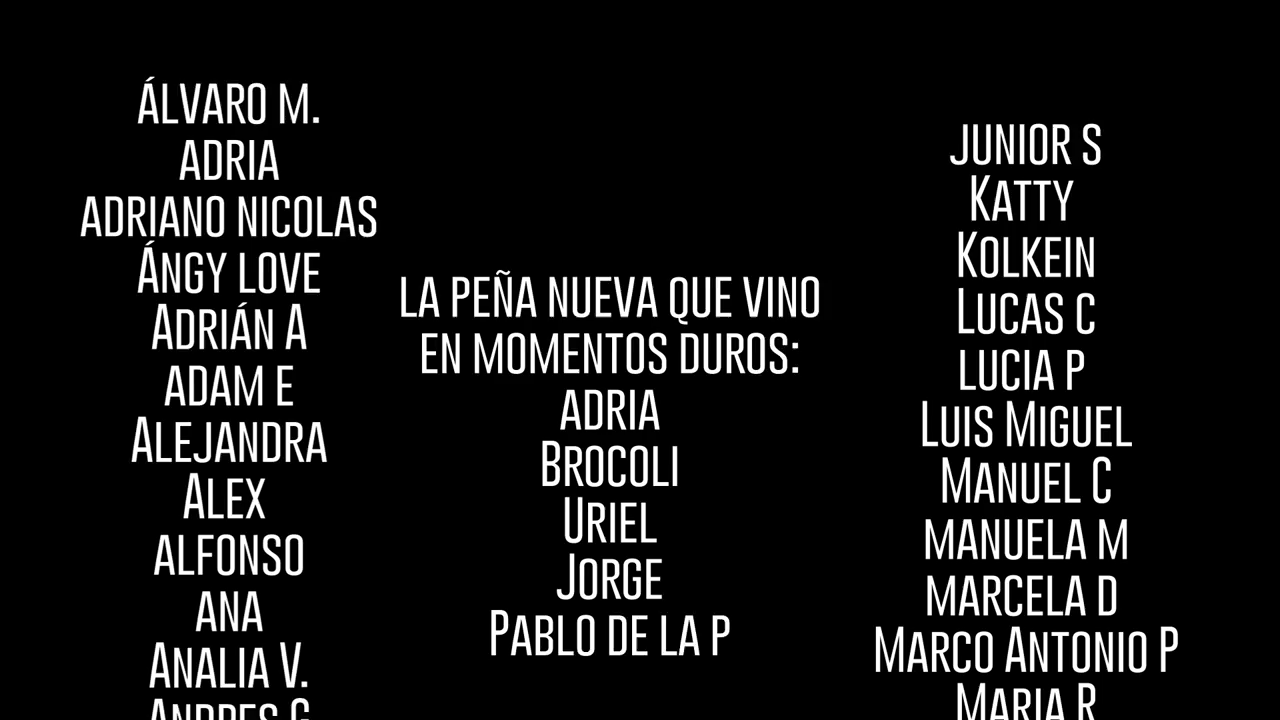 ÁLVARO M.
ADRIA
ADRIANO NICOLAS
ÁNGY LOVE
ADRIÁN A
ADAM E
ALEJANDRA
ALEX
ALFONSO
ANA
ANALIA V.
ANDRES G
LA PEÑA NUEVA QUE VINO
EN MOMENTOS DUROS:
ADRIA
BROCOLI
URIEL
JORGE
PABLO DE LA P
JUNIOR S
KATTY
KOLKEIN
LUCAS C
LUCIA P
LUIS MIGUEL
MANUEL C
MANUELA M
MARCELA D
MARCO ANTONIO P
MARIA R